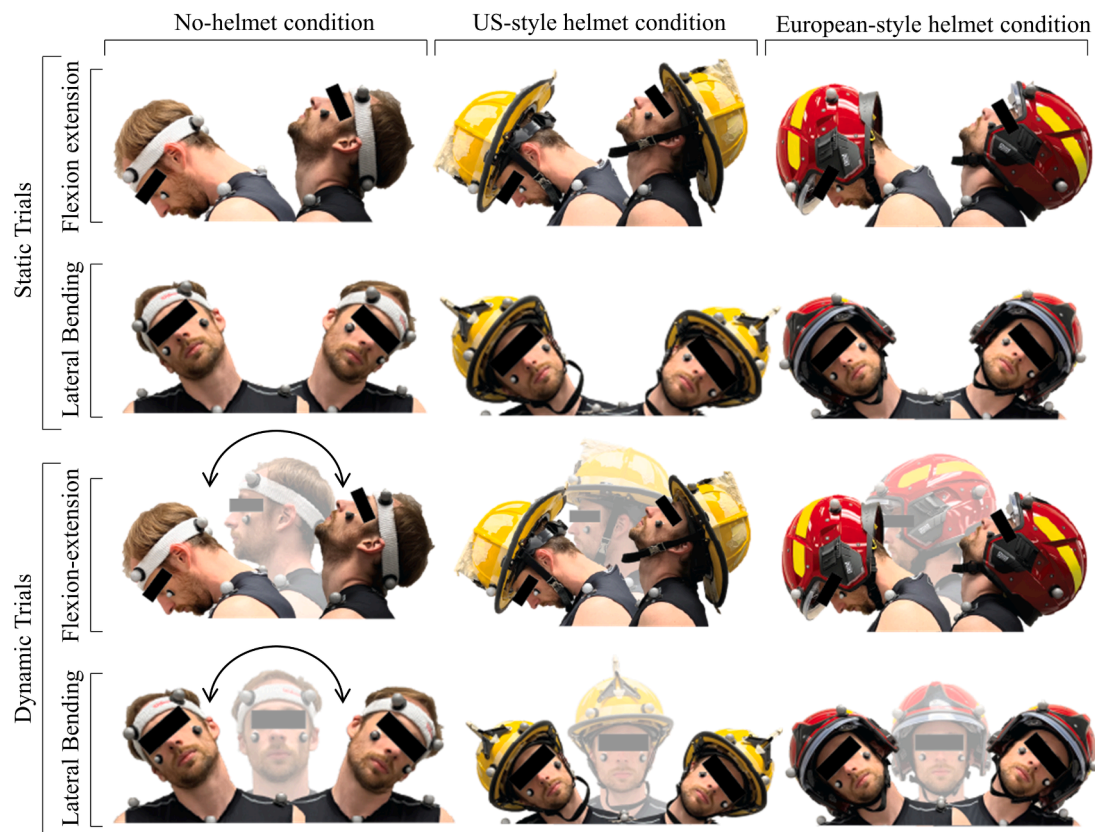 No-helmet condition
US-style helmet condition
European-style helmet condition
Static Trials
Flexion extension
Lateral Bending
Dynamic Trials
Flexion-extension
Lateral Bending